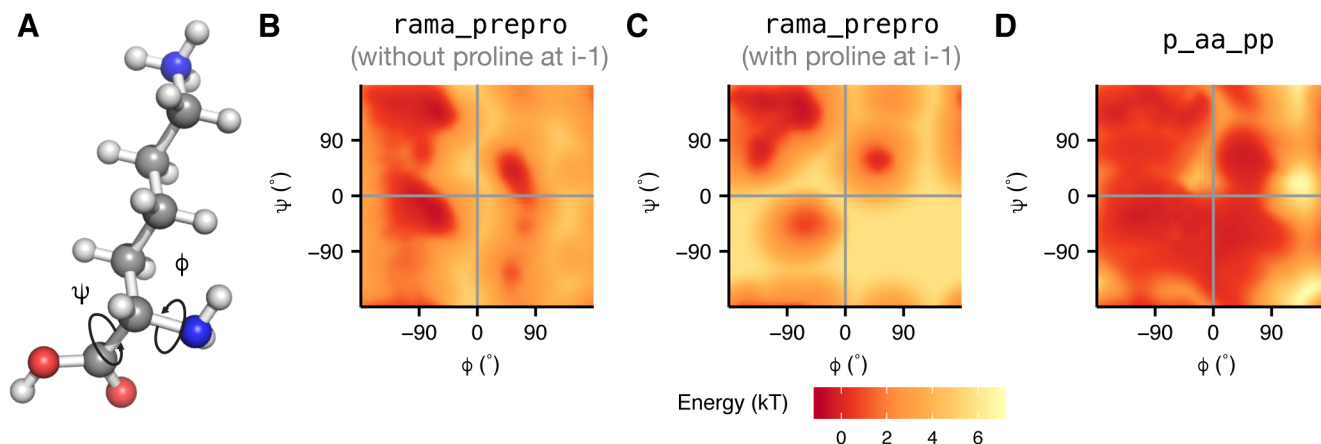 A
ψ
ϕ
B
rama_prepro
(without proline at i-1)
ψ (°)
90
0
−90
−90
0
90
ϕ (°)
C
rama_prepro
(with proline at i-1)
ψ (°)
90
0
−90
−90
0
90
ϕ (°)
D
p_aa_pp
ψ (°)
90
0
−90
−90
0
90
ϕ (°)
Energy (kT)
0
2
4
6